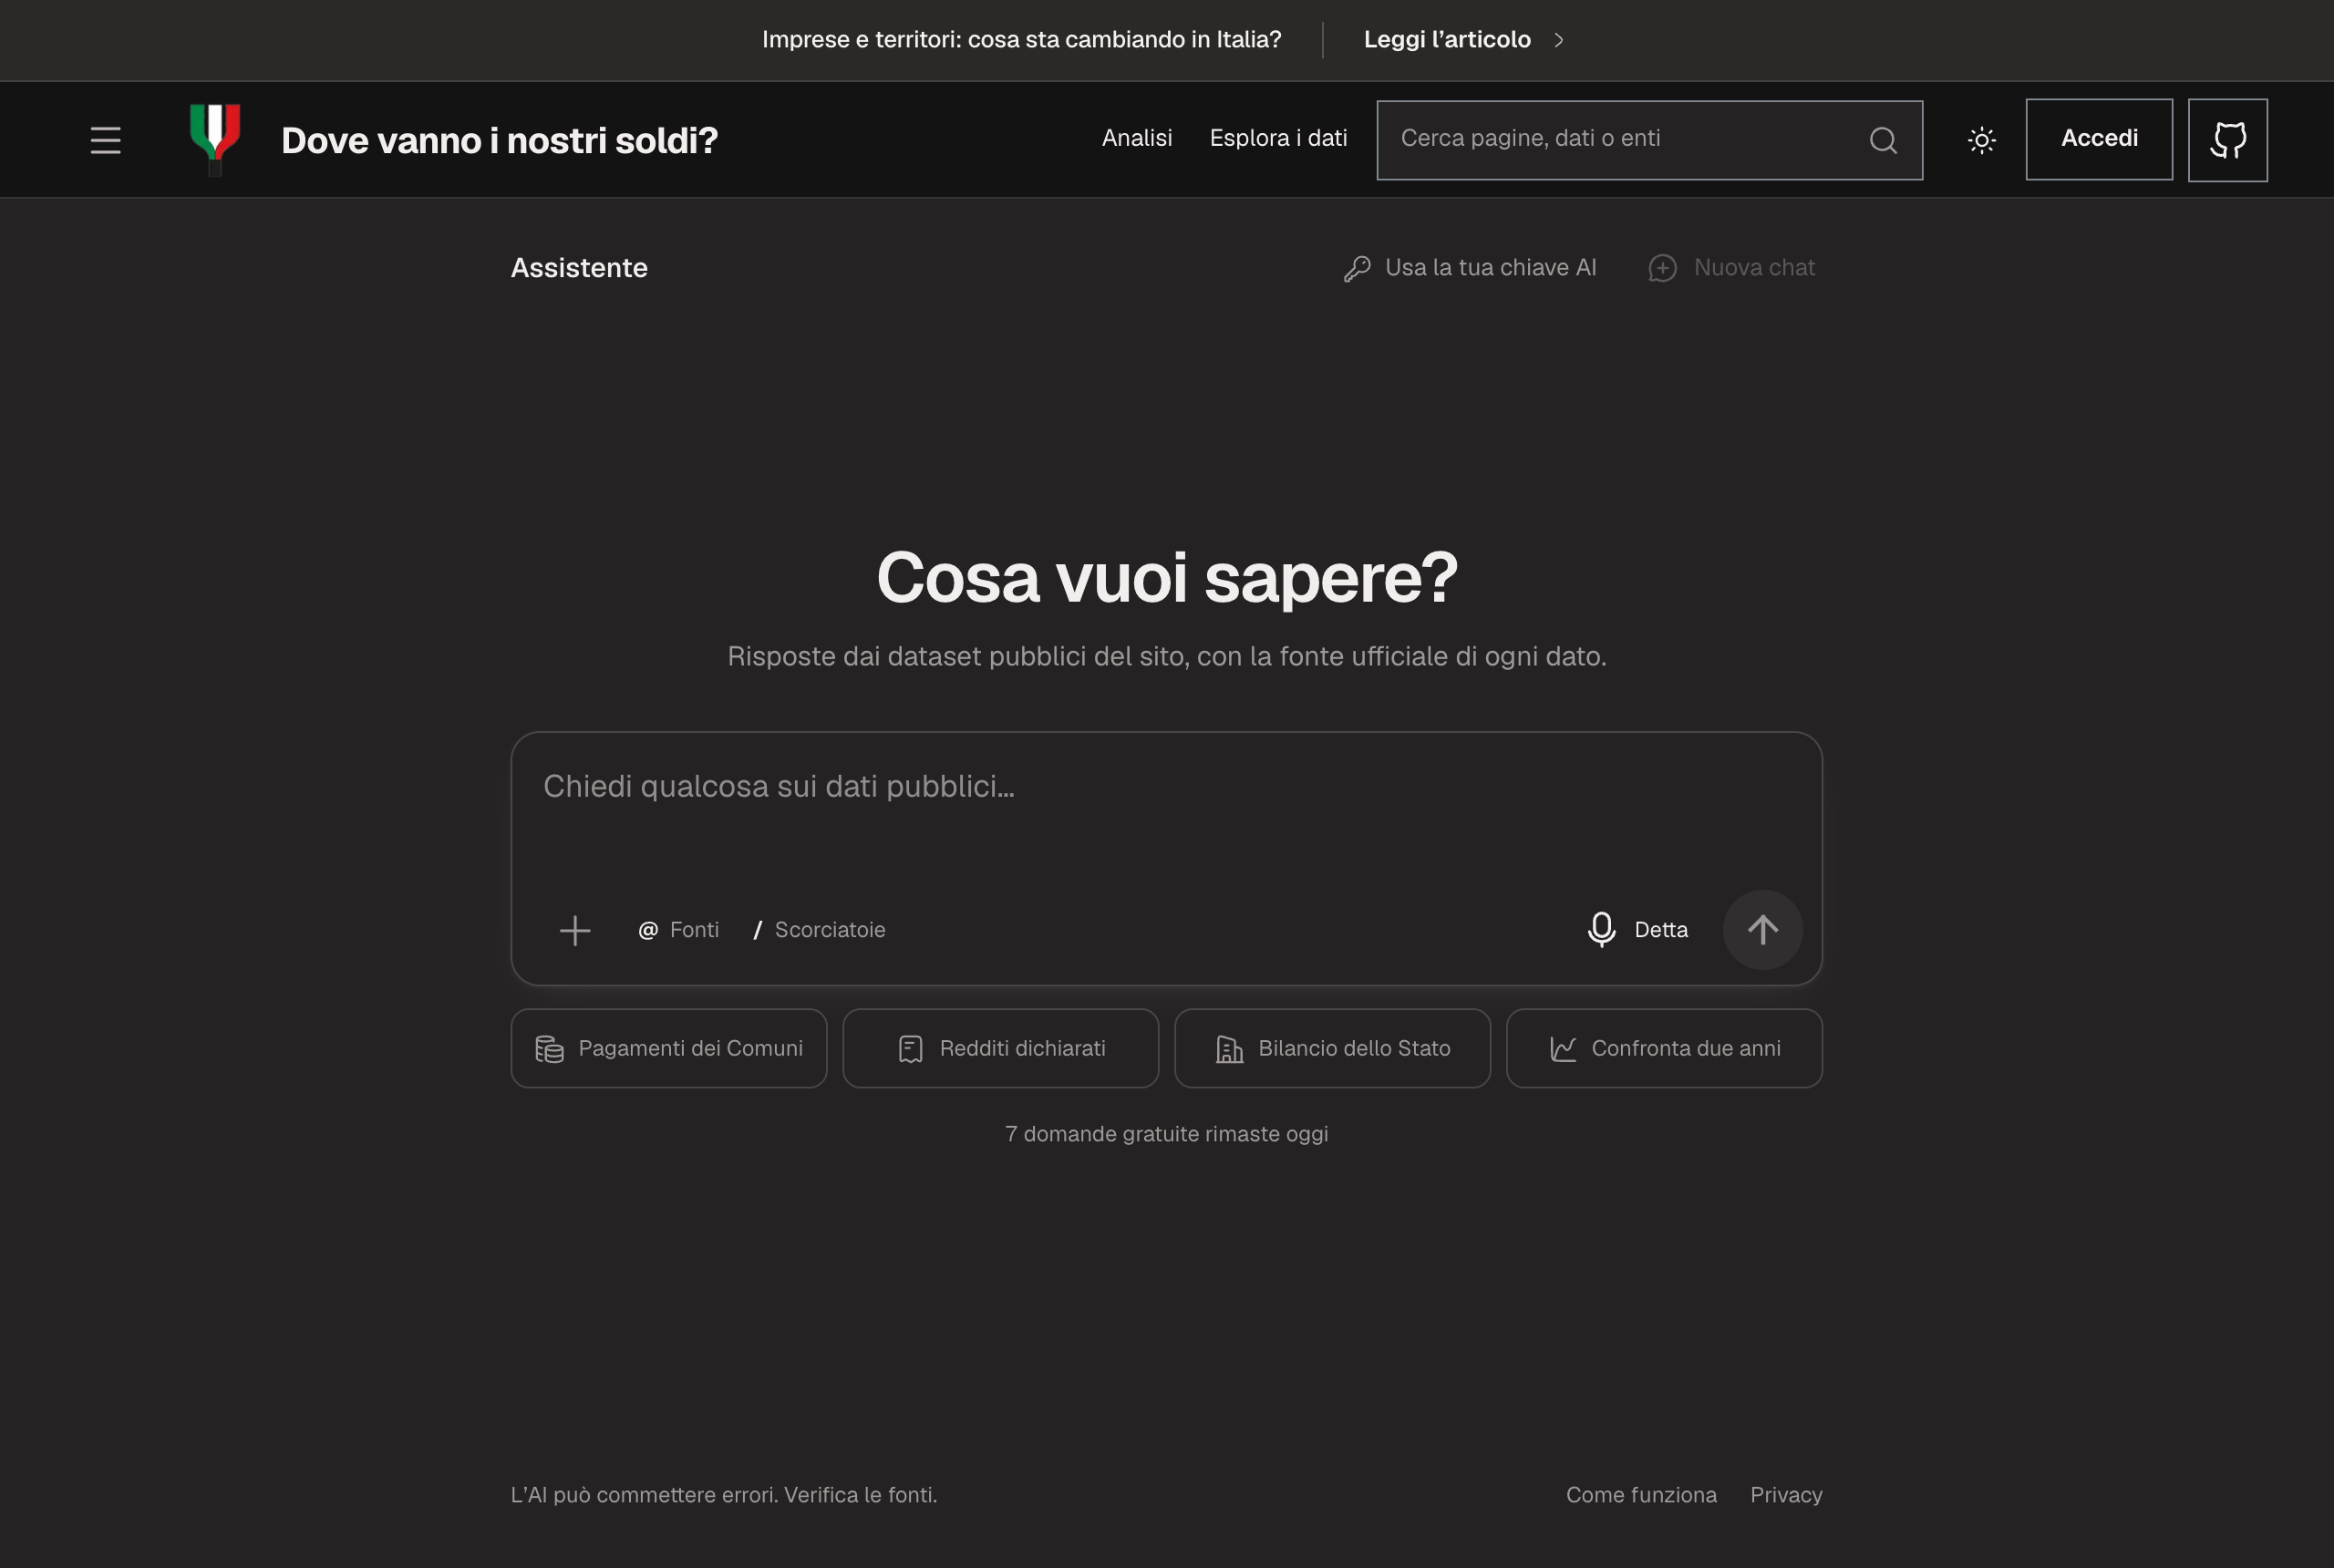 Imprese e territori: cosa sta cambiando in Italia? Leggi l’articolo
Dove vanno i nostri soldi? Analisi Esplora i dati Cerca pagine, dati o enti Accedi
Assistente Usa la tua chiave AI Nuova chat
Cosa vuoi sapere?
Risposte dai dataset pubblici del sito, con la fonte ufficiale di ogni dato.
Chiedi qualcosa sui dati pubblici...
@ Fonti / Scorciatoie Detta
Pagamenti dei Comuni Redditi dichiarati Bilancio dello Stato Confronta due anni
7 domande gratuite rimaste oggi
L’AI può commettere errori. Verifica le fonti. Come funziona Privacy